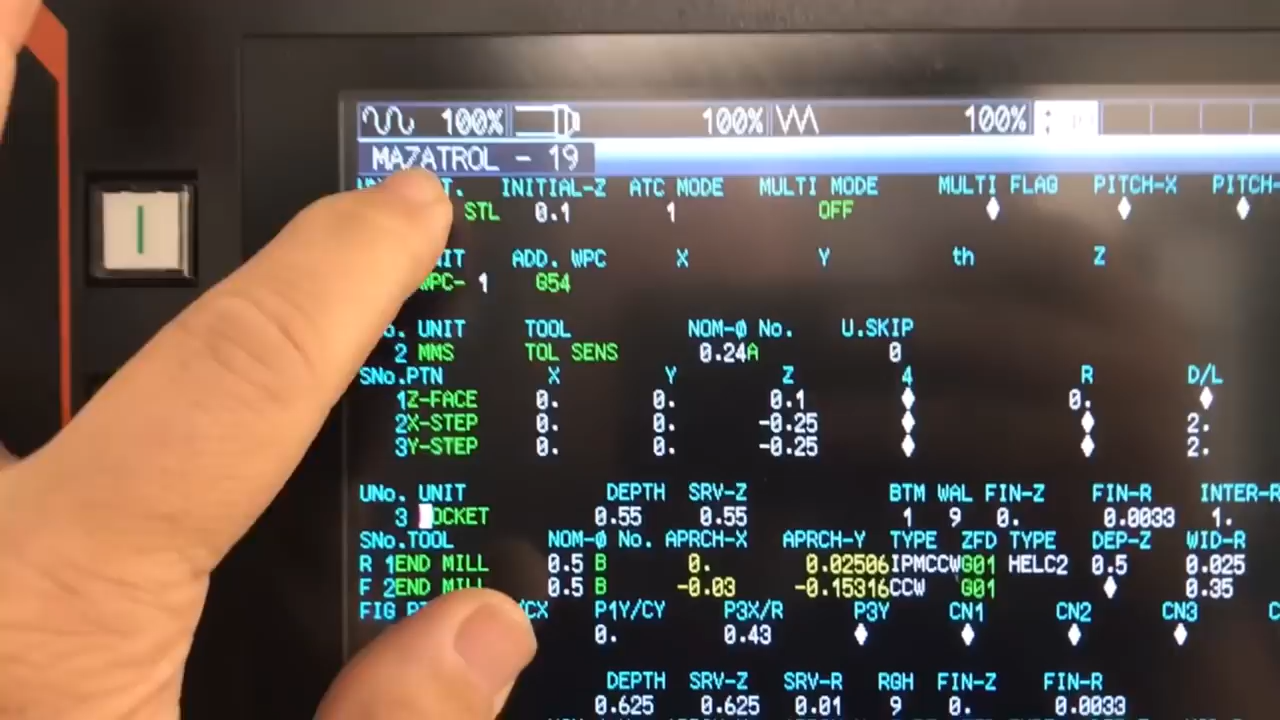 100% 100% 100%
MAZATROL - 19
INITIAL-Z ATC MODE MULTI MODE MULTI FLAG PITCH-X PITCH-
STL 0.1 1 OFF ♦ ♦ ♦
ADD. WPC X Y th Z
WPC- 1 G54
UNIT TOOL NOM-Ø No. U.SKIP
2 MMS TOL SENS 0.24A 0
SNo.PTN X Y Z 4 R D/L
1Z-FACE 0. 0. 0.1 ♦ 0. ♦
2X-STEP 0. 0. -0.25 ♦ ♦ 2.
3Y-STEP 0. 0. -0.25 ♦ ♦ 2.
UNo. UNIT DEPTH SRV-Z BTM WAL FIN-Z FIN-R INTER-R
3 OCKET 0.55 0.55 1 9 0. 0.0033 1.
SNo.TOOL NOM-Ø No. APRCH-X APRCH-Y TYPE ZFD TYPE DEP-Z WID-R
R 1END MILL 0.5 B 0. 0.02506IPMCCWG01 HELC2 0.5 0.025
F 2END MILL 0.5 B -0.03 -0.15316CCW G01 ♦ 0.35
FIG /CX P1Y/CY P3X/R P3Y CN1 CN2 CN3
0. 0.43 ♦ ♦ ♦ ♦
DEPTH SRV-Z SRV-R RGH FIN-Z FIN-R
0.625 0.625 0.01 9 0. 0.0033